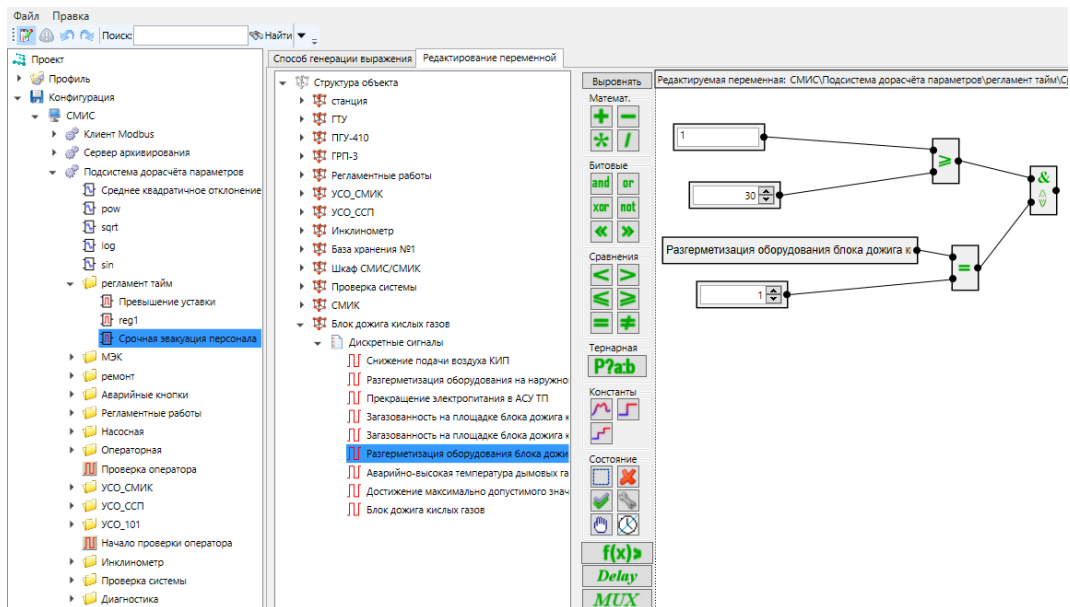 Файл Правка
Поиск: Найти
Проект
Профиль
Конфигурация
СМИС
Клиент Modbus
Сервер архивирования
Подсистема дорасчёта параметров
Среднее квадратичное отклонение
pow
sqrt
log
sin
регламент тайм
Превышение уставки
reg1
Срочная эвакуация персонала
МЭК
ремонт
Аварийные кнопки
Регламентные работы
Насосная
Операторная
Проверка оператора
УСО_СМИК
УСО_ССП
УСО_101
Начало проверки оператора
Инклинометр
Проверка системы
Диагностика
Способ генерации выражения Редактирование переменной
Структура объекта
станция
ГТУ
ПГУ-410
ГРП-3
Регламентные работы
УСО_СМИК
УСО_ССП
Инклинометр
База хранения №1
Шкаф СМИС/СМИК
Проверка системы
СМИК
Блок дожига кислых газов
Дискретные сигналы
Снижение подачи воздуха КИП
Разгерметизация оборудования на наружно
Прекращение электропитания в АСУ ТП
Загазованность на площадке блока дожига к
Загазованность на площадке блока дожига к
Разгерметизация оборудования блока дожи
Аварийно-высокая температура дымовых га
Достижение максимально допустимого знач
Блок дожига кислых газов
Выровнять
Математ.
+ −
* /
Битовые
and or
xor not
« »
Сравнения
< >
⩽ ⩾
= ≠
Тернарная
P?a:b
Константы
Состояние
f(x)
Delay
MUX
Редактируемая переменная: СМИС\Подсистема дорасчёта параметров\регламент тайм\Ср
1
⩾
30
&
Разгерметизация оборудования блока дожига к
=
1